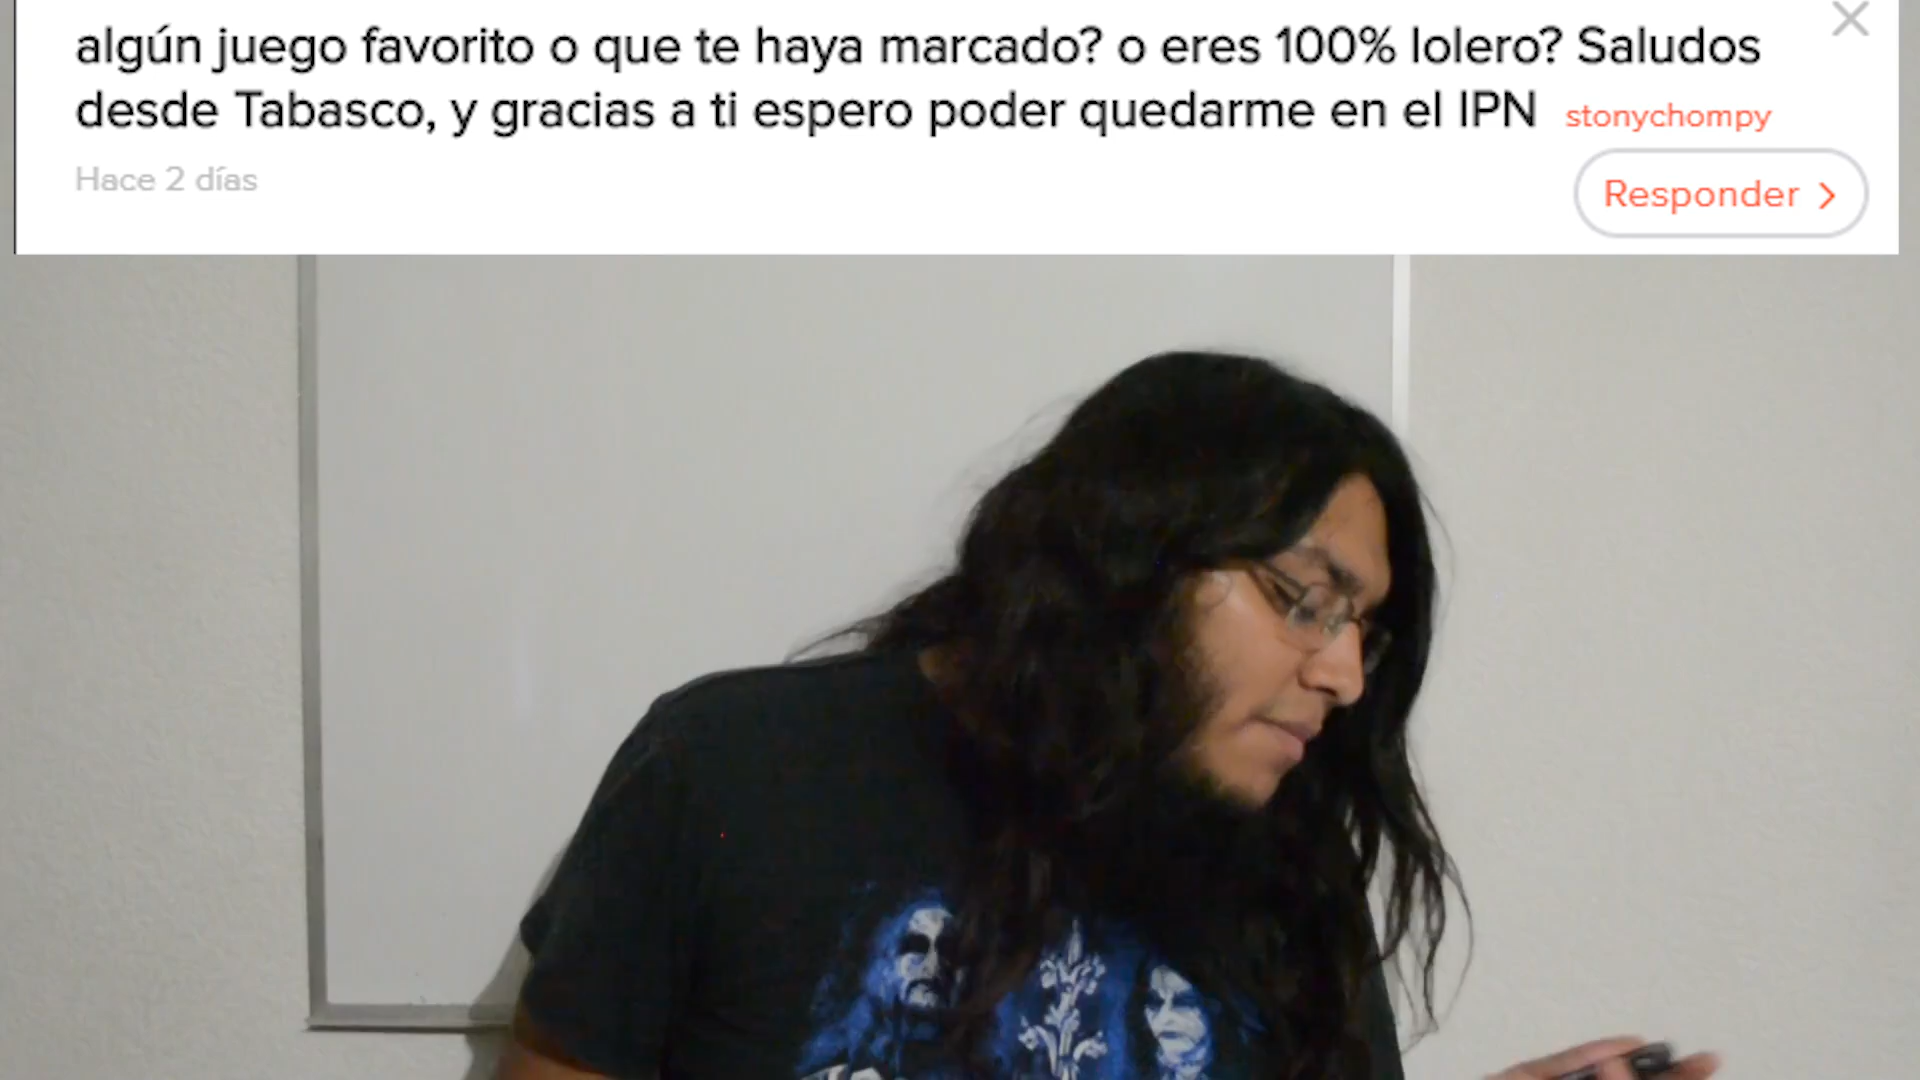 algún juego favorito o que te haya marcado? o eres 100% lolero? Saludos
desde Tabasco, y gracias a ti espero poder quedarme en el IPN stonychompy
Hace 2 días
Responder